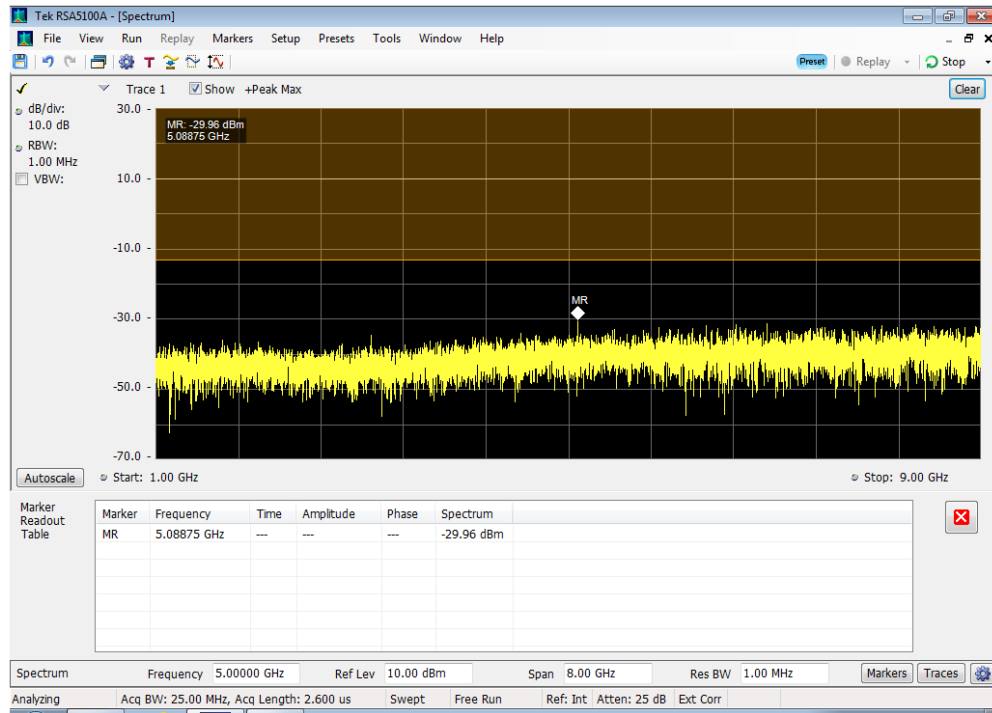 Tek RSA5100A - [Spectrum]
File View Run Replay Markers Setup Presets Tools Window Help
T Preset Replay Stop
Trace 1 Show +Peak Max Clear
dB/div:
10.0 dB
RBW:
1.00 MHz
VBW:
30.0
10.0
-10.0
-30.0
-50.0
-70.0
MR: -29.96 dBm
5.08875 GHz
MR
Autoscale Start: 1.00 GHz Stop: 9.00 GHz
Marker Readout Table
Marker Frequency Time Amplitude Phase Spectrum
MR 5.08875 GHz --- --- --- -29.96 dBm
Spectrum Frequency 5.00000 GHz Ref Lev 10.00 dBm Span 8.00 GHz Res BW 1.00 MHz Markers Traces
Analyzing Acq BW: 25.00 MHz, Acq Length: 2.600 us Swept Free Run Ref: Int Atten: 25 dB Ext Corr